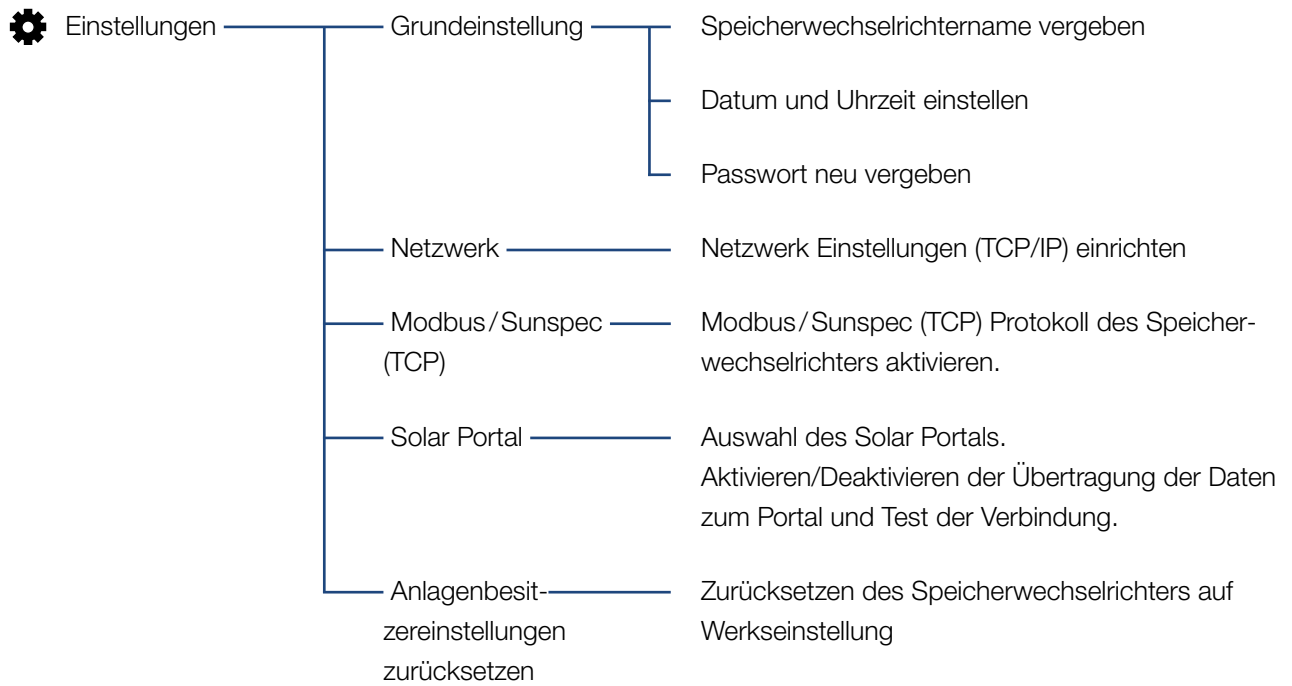 Einstellungen
Grundeinstellung
Speicherwechselrichtername vergeben
Datum und Uhrzeit einstellen
Passwort neu vergeben
Netzwerk
Netzwerk Einstellungen (TCP/IP) einrichten
Modbus/Sunspec
(TCP)
Modbus/Sunspec (TCP) Protokoll des Speicher-
wechselrichters aktivieren.
Solar Portal
Auswahl des Solar Portals.
Aktivieren/Deaktivieren der Übertragung der Daten
zum Portal und Test der Verbindung.
Anlagenbesit-
zereinstellungen
zurücksetzen
Zurücksetzen des Speicherwechselrichters auf
Werkseinstellung